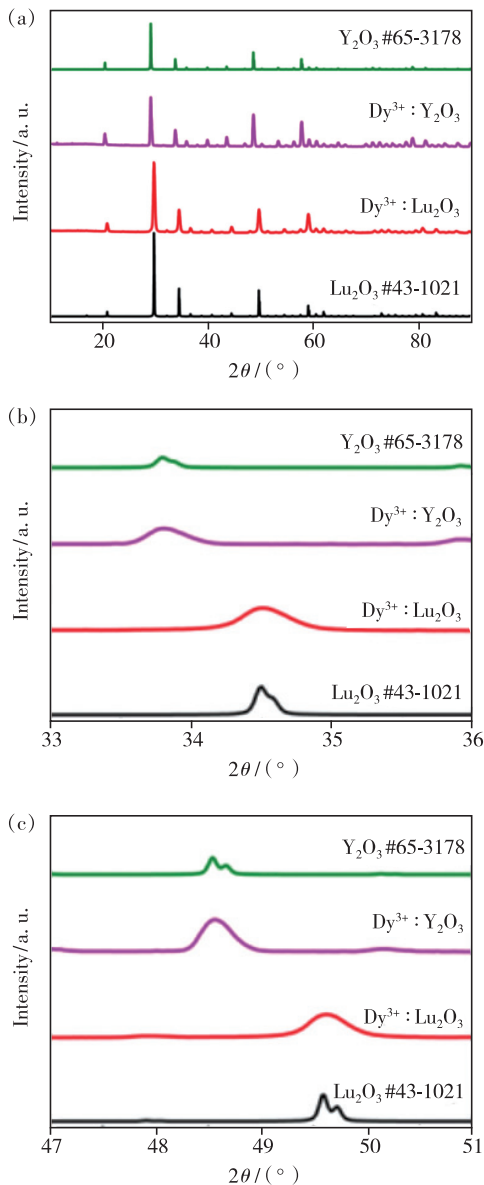 (a)
Y₂O₃ #65-3178
Dy³⁺ : Y₂O₃
Dy³⁺ : Lu₂O₃
Lu₂O₃ #43-1021
Intensity/a. u.
20 40 60 80
2θ/(°)
(b)
Y₂O₃ #65-3178
Dy³⁺ : Y₂O₃
Dy³⁺ : Lu₂O₃
Lu₂O₃ #43-1021
Intensity/a. u.
33 34 35 36
2θ/(°)
(c)
Y₂O₃ #65-3178
Dy³⁺ : Y₂O₃
Dy³⁺ : Lu₂O₃
Lu₂O₃ #43-1021
Intensity/a. u.
47 48 49 50 51
2θ/(°)